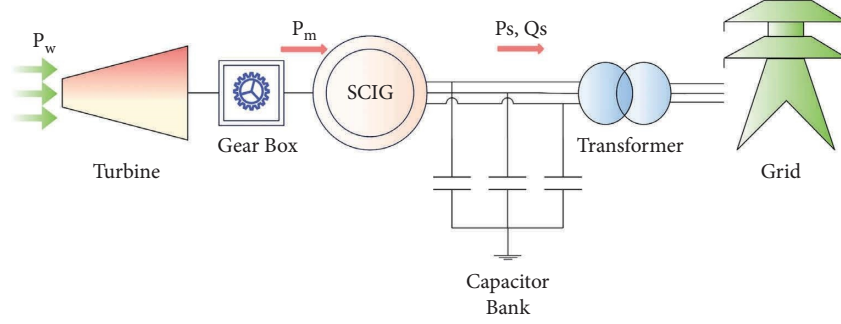 P_w
P_m
Ps, Qs
SCIG
Turbine
Gear Box
Transformer
Grid
Capacitor
Bank